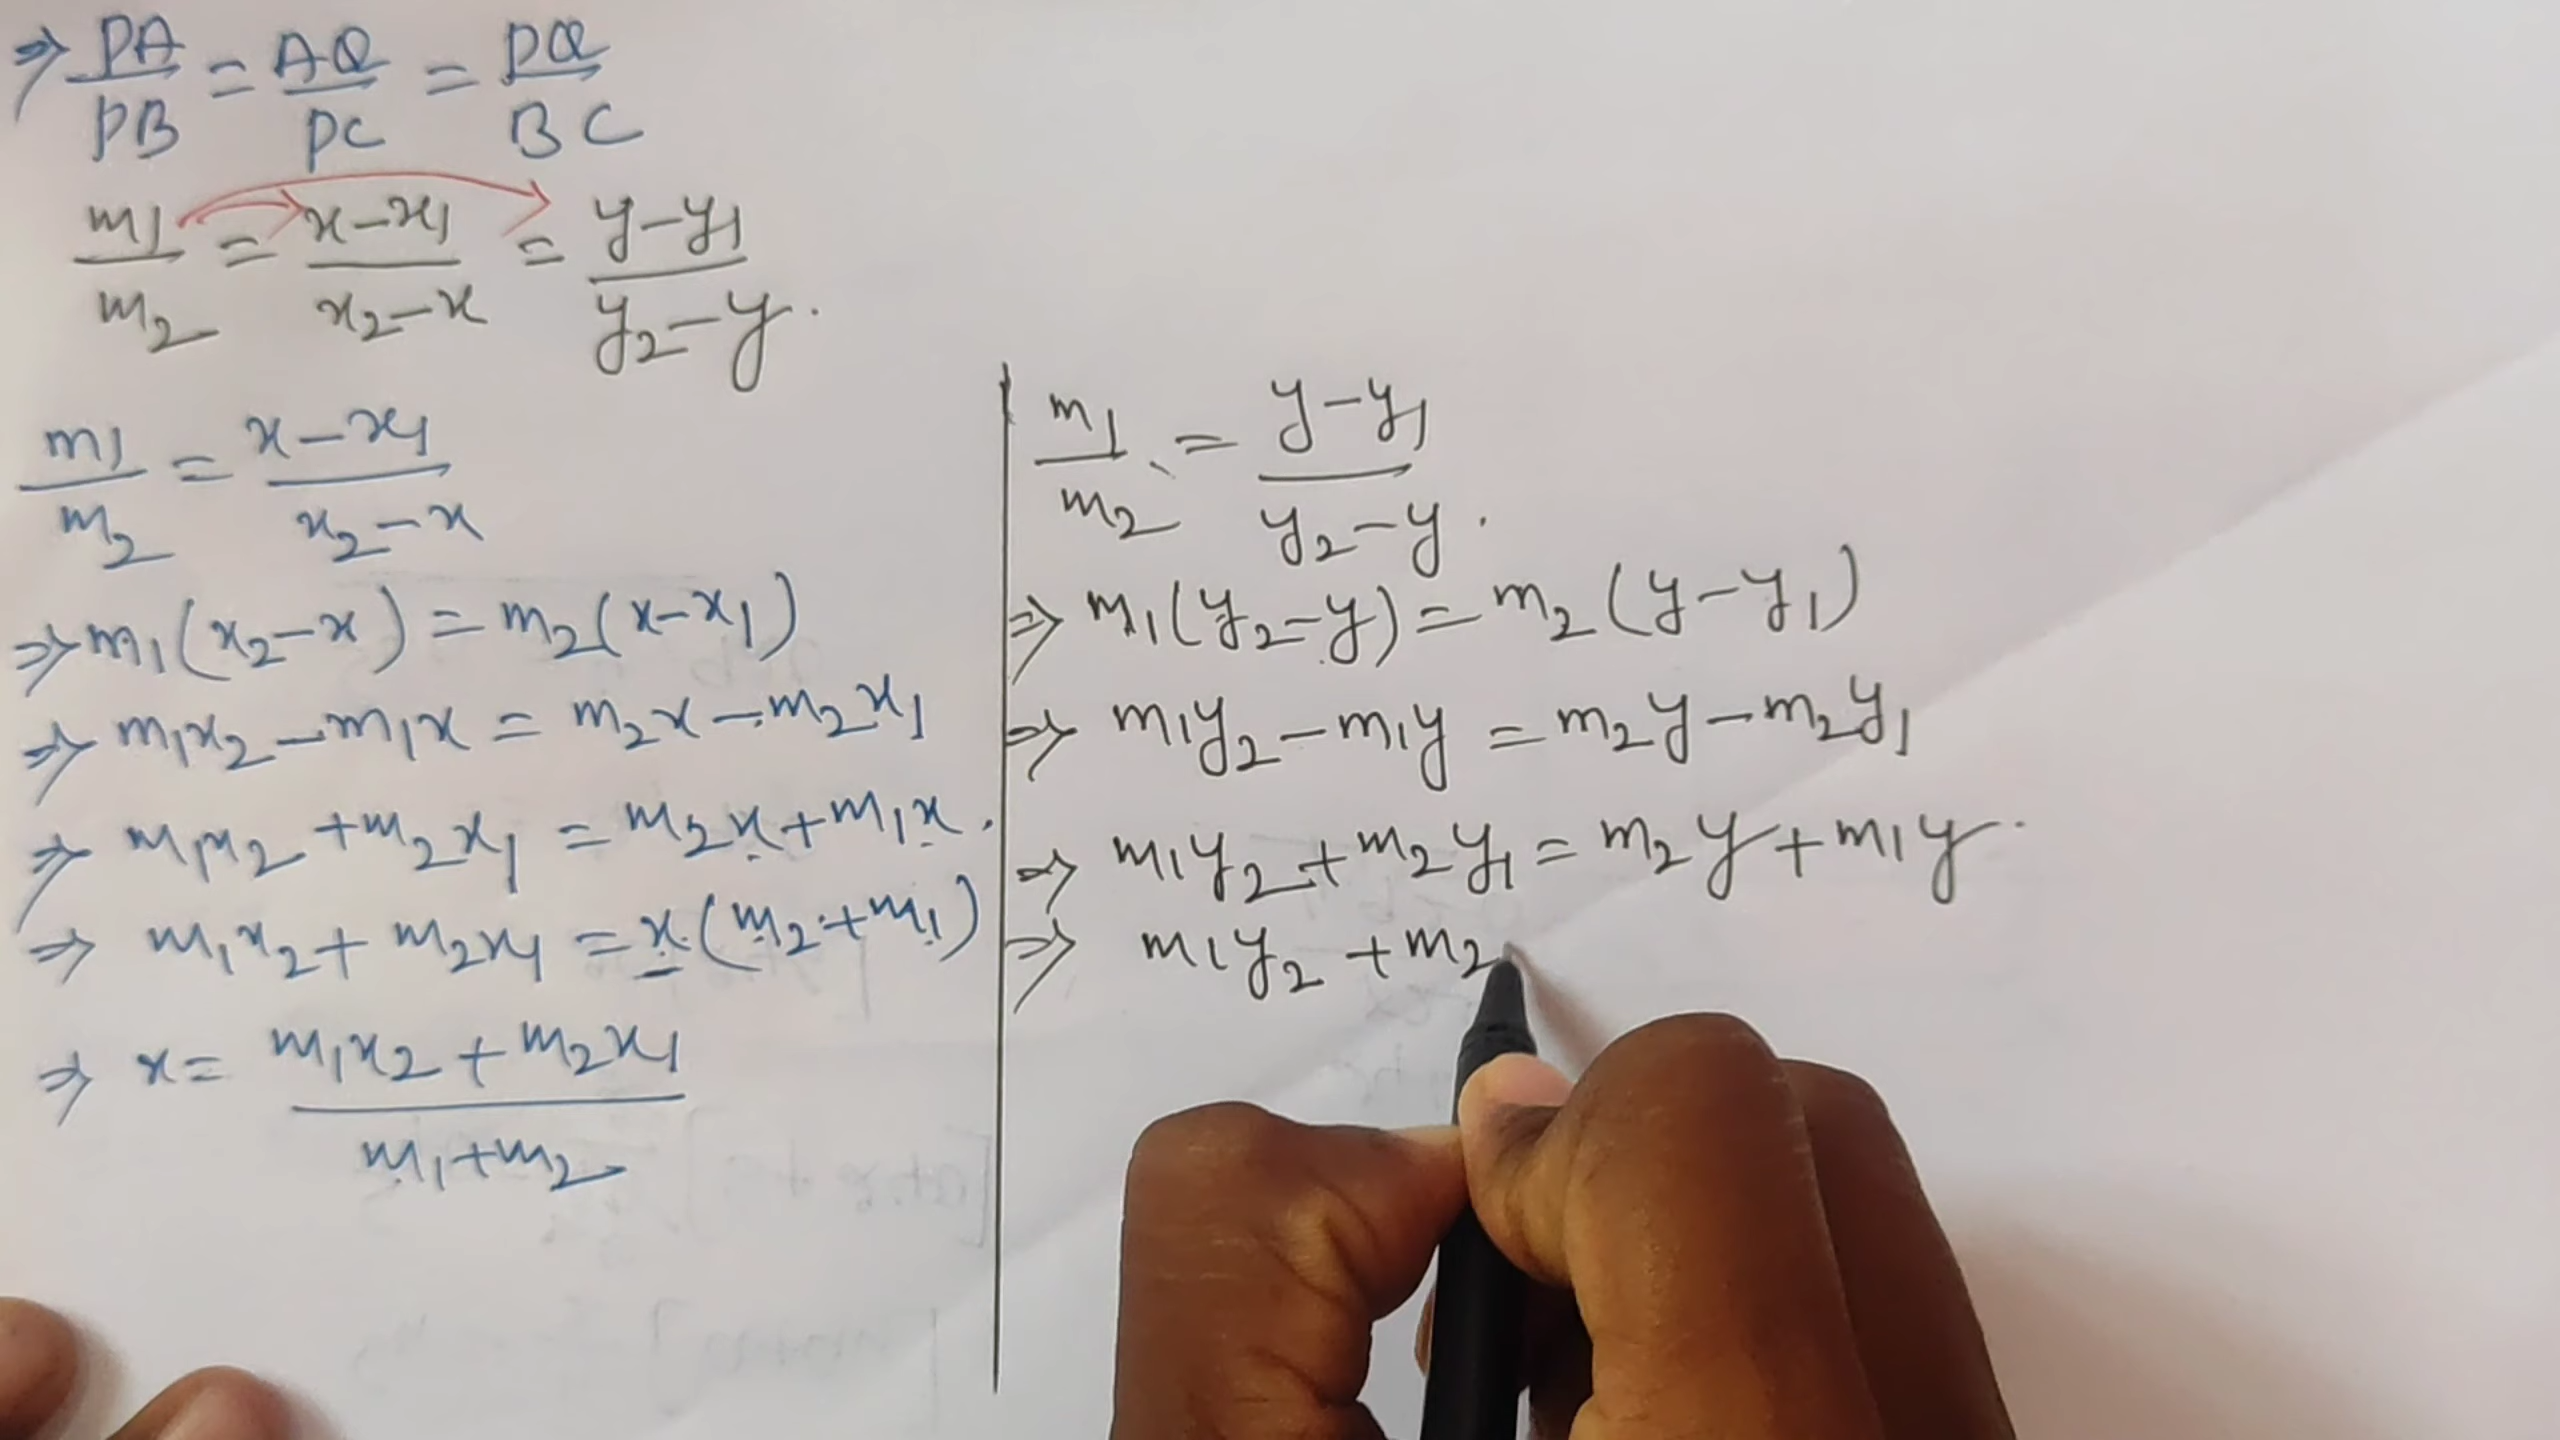 ⇒ PA/PB = AQ/PC = PQ/BC
m1/m2 = x-x1/x2-x = y-y1/y2-y.
m1/m2 = x-x1/x2-x
⇒ m1(x2-x) = m2(x-x1)
⇒ m1x2-m1x = m2x-m2x1
⇒ m1x2+m2x1 = m2x+m1x.
⇒ m1x2+m2x1 = x(m2+m1)
⇒ x = m1x2+m2x1/m1+m2
m1/m2 = y-y1/y2-y.
⇒ m1(y2-y) = m2(y-y1)
⇒ m1y2-m1y = m2y-m2y1
⇒ m1y2+m2y1 = m2y+m1y.
⇒ m1y2+m2